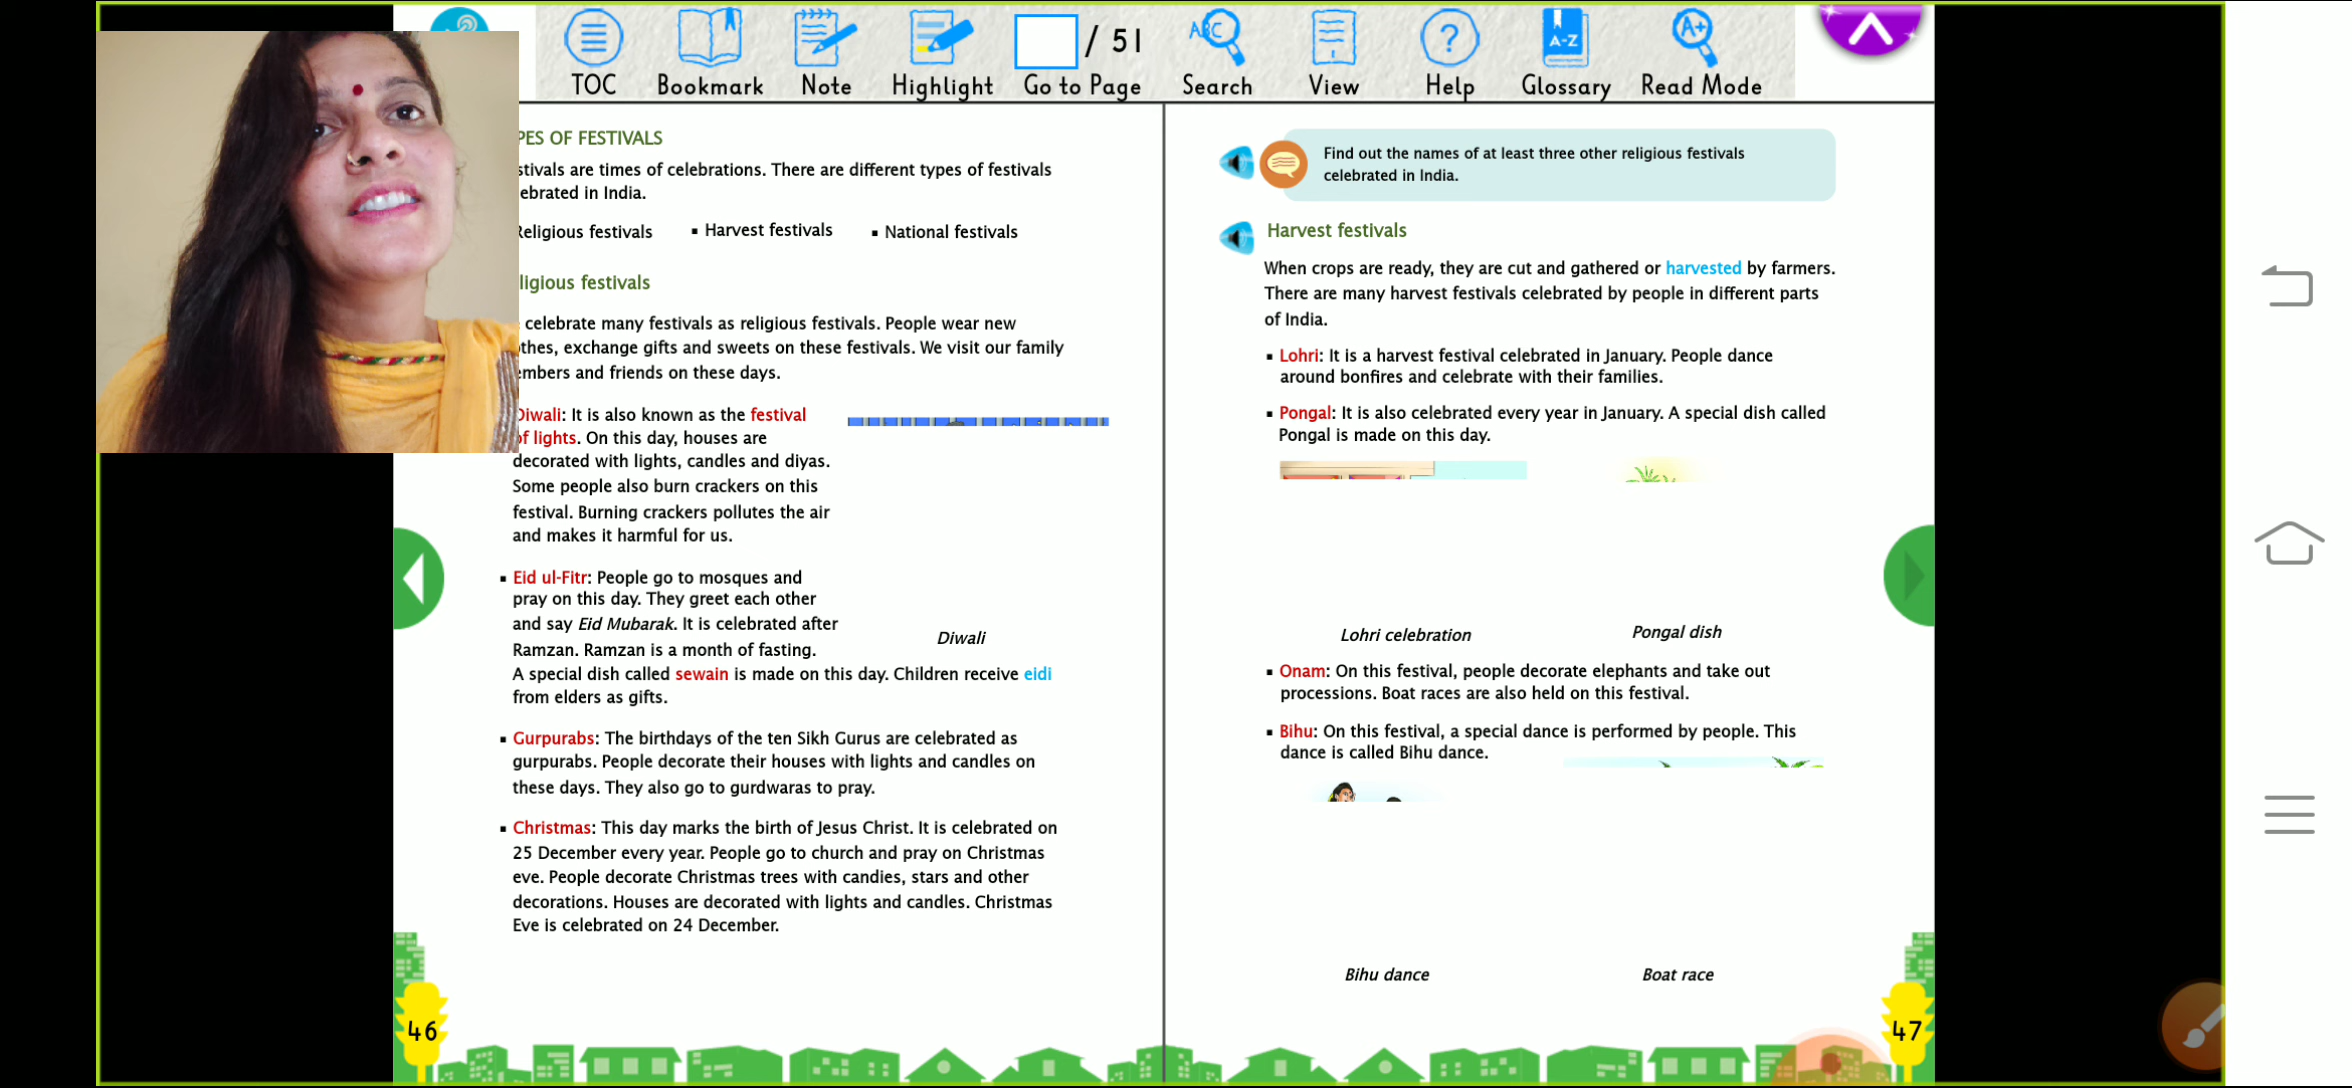 TOC
Bookmark
Note
Highlight
/ 51
Go to Page
ABC
Search
View
?
Help
A-Z
Glossary
A+
Read Mode
PES OF FESTIVALS
stivals are times of celebrations. There are different types of festivals
ebrated in India.
Religious festivals
▪ Harvest festivals
▪ National festivals
ligious festivals
celebrate many festivals as religious festivals. People wear new
othes, exchange gifts and sweets on these festivals. We visit our family
embers and friends on these days.
Diwali: It is also known as the festival
of lights. On this day, houses are
decorated with lights, candles and diyas.
Some people also burn crackers on this
festival. Burning crackers pollutes the air
and makes it harmful for us.
▪ Eid ul-Fitr: People go to mosques and
pray on this day. They greet each other
and say Eid Mubarak. It is celebrated after
Ramzan. Ramzan is a month of fasting.
A special dish called sewain is made on this day. Children receive eidi
from elders as gifts.
Diwali
▪ Gurpurabs: The birthdays of the ten Sikh Gurus are celebrated as
gurpurabs. People decorate their houses with lights and candles on
these days. They also go to gurdwaras to pray.
▪ Christmas: This day marks the birth of Jesus Christ. It is celebrated on
25 December every year. People go to church and pray on Christmas
eve. People decorate Christmas trees with candies, stars and other
decorations. Houses are decorated with lights and candles. Christmas
Eve is celebrated on 24 December.
46
Find out the names of at least three other religious festivals
celebrated in India.
Harvest festivals
When crops are ready, they are cut and gathered or harvested by farmers.
There are many harvest festivals celebrated by people in different parts
of India.
▪ Lohri: It is a harvest festival celebrated in January. People dance
around bonfires and celebrate with their families.
▪ Pongal: It is also celebrated every year in January. A special dish called
Pongal is made on this day.
Lohri celebration
Pongal dish
▪ Onam: On this festival, people decorate elephants and take out
processions. Boat races are also held on this festival.
▪ Bihu: On this festival, a special dance is performed by people. This
dance is called Bihu dance.
Bihu dance
Boat race
47